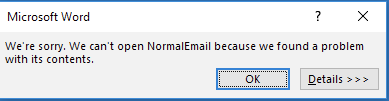 Microsoft Word
We're sorry. We can't open NormalEmail because we found a problem
with its contents.
OK
Details >>>